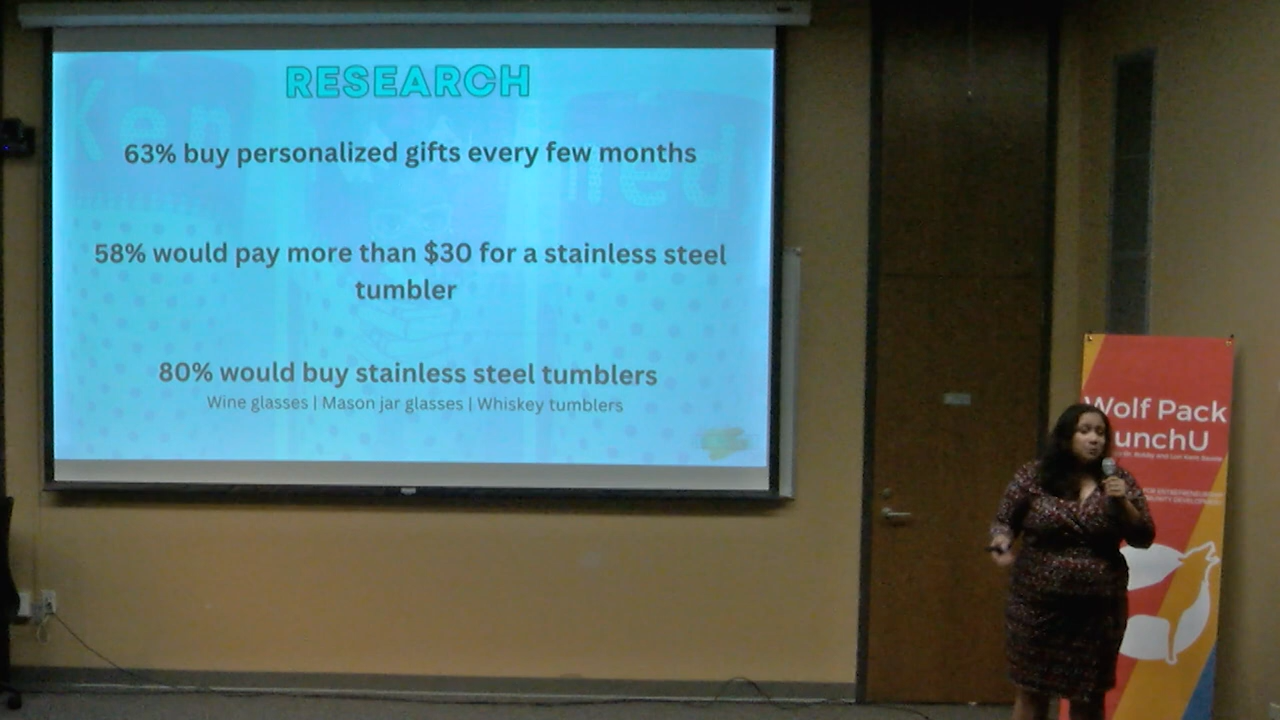 RESEARCH
63% buy personalized gifts every few months
58% would pay more than $30 for a stainless steel
tumbler
80% would buy stainless steel tumblers
Wine glasses | Mason jar glasses | Whiskey tumblers
Wolf Pack
unchU